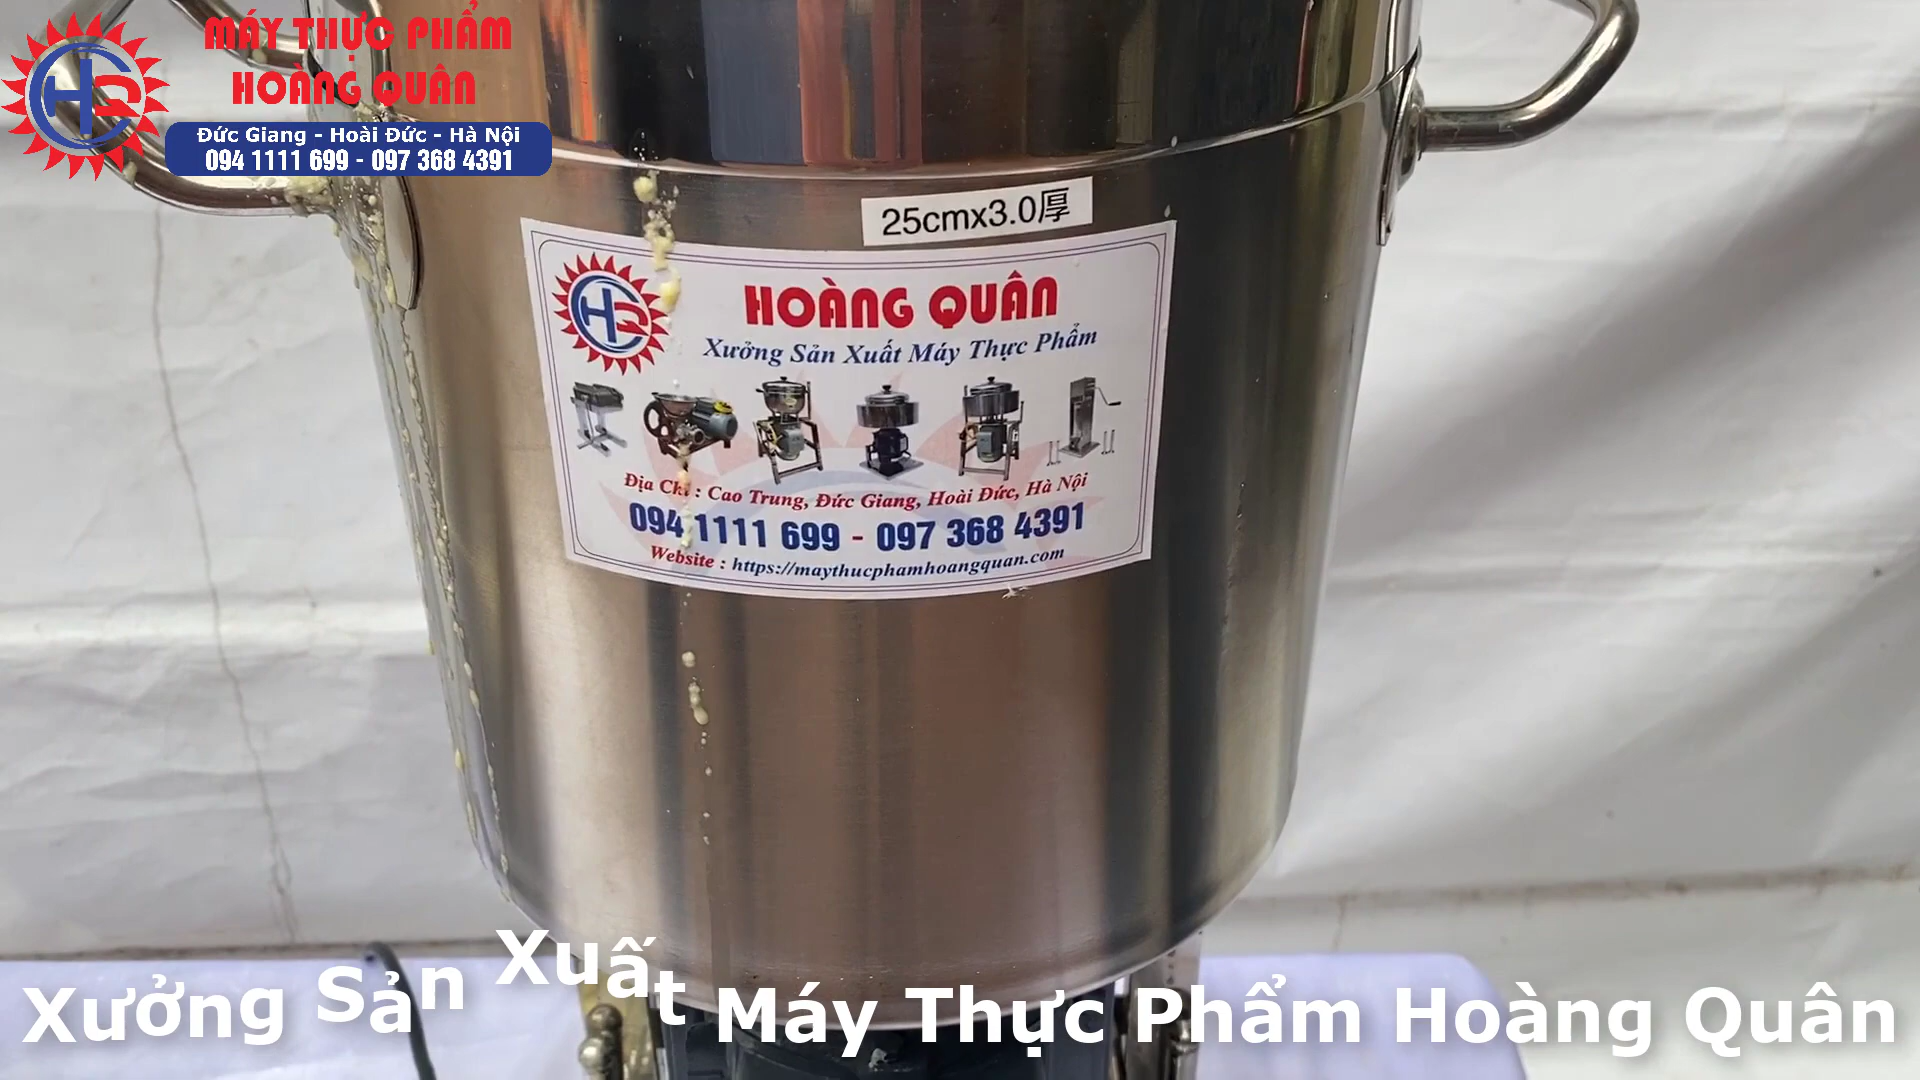 MÁY THỰC PHẨM
HOÀNG QUÂN
Đức Giang - Hoài Đức - Hà Nội
094 1111 699 - 097 368 4391
25cmx3.0厚
HOÀNG QUÂN
Xưởng Sản Xuất Máy Thực Phẩm
Địa Chỉ : Cao Trung, Đức Giang, Hoài Đức, Hà Nội
094 1111 699 - 097 368 4391
Website : https://maythucphamhoangquan.com
Xưởng Sản Xuất Máy Thực Phẩm Hoàng Quân